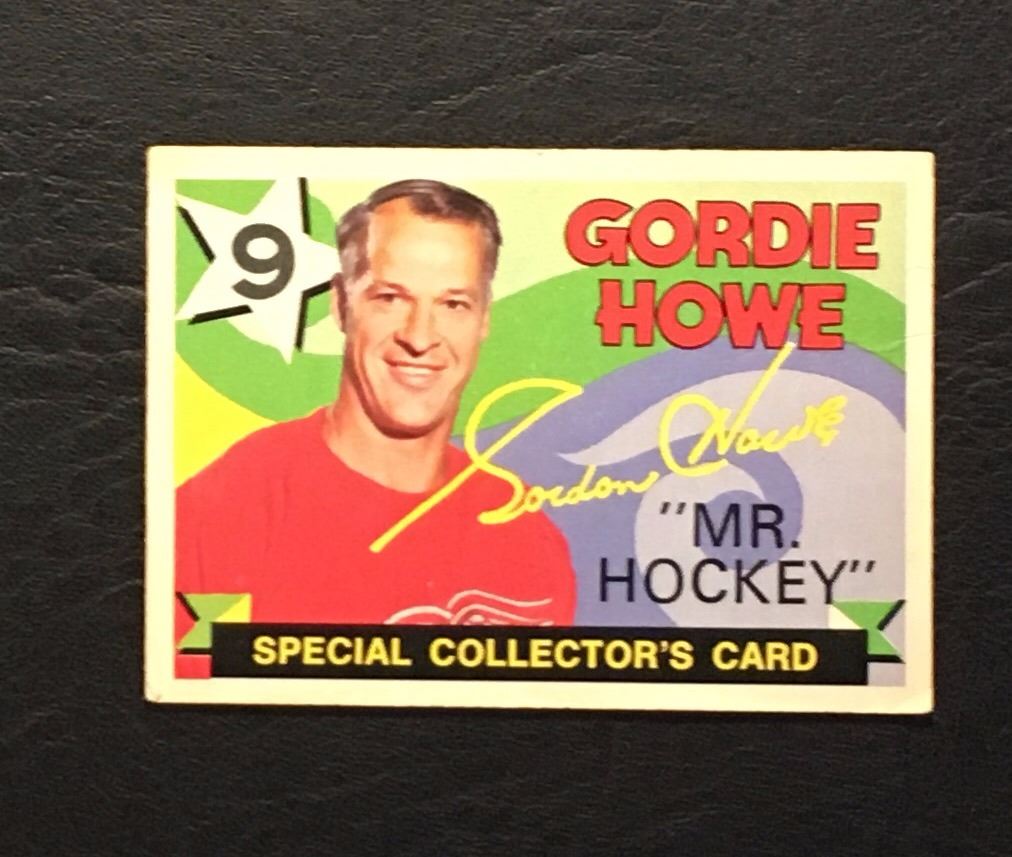 9
GORDIE
HOWE
Gordon Howe
"MR.
HOCKEY"
SPECIAL COLLECTOR'S CARD